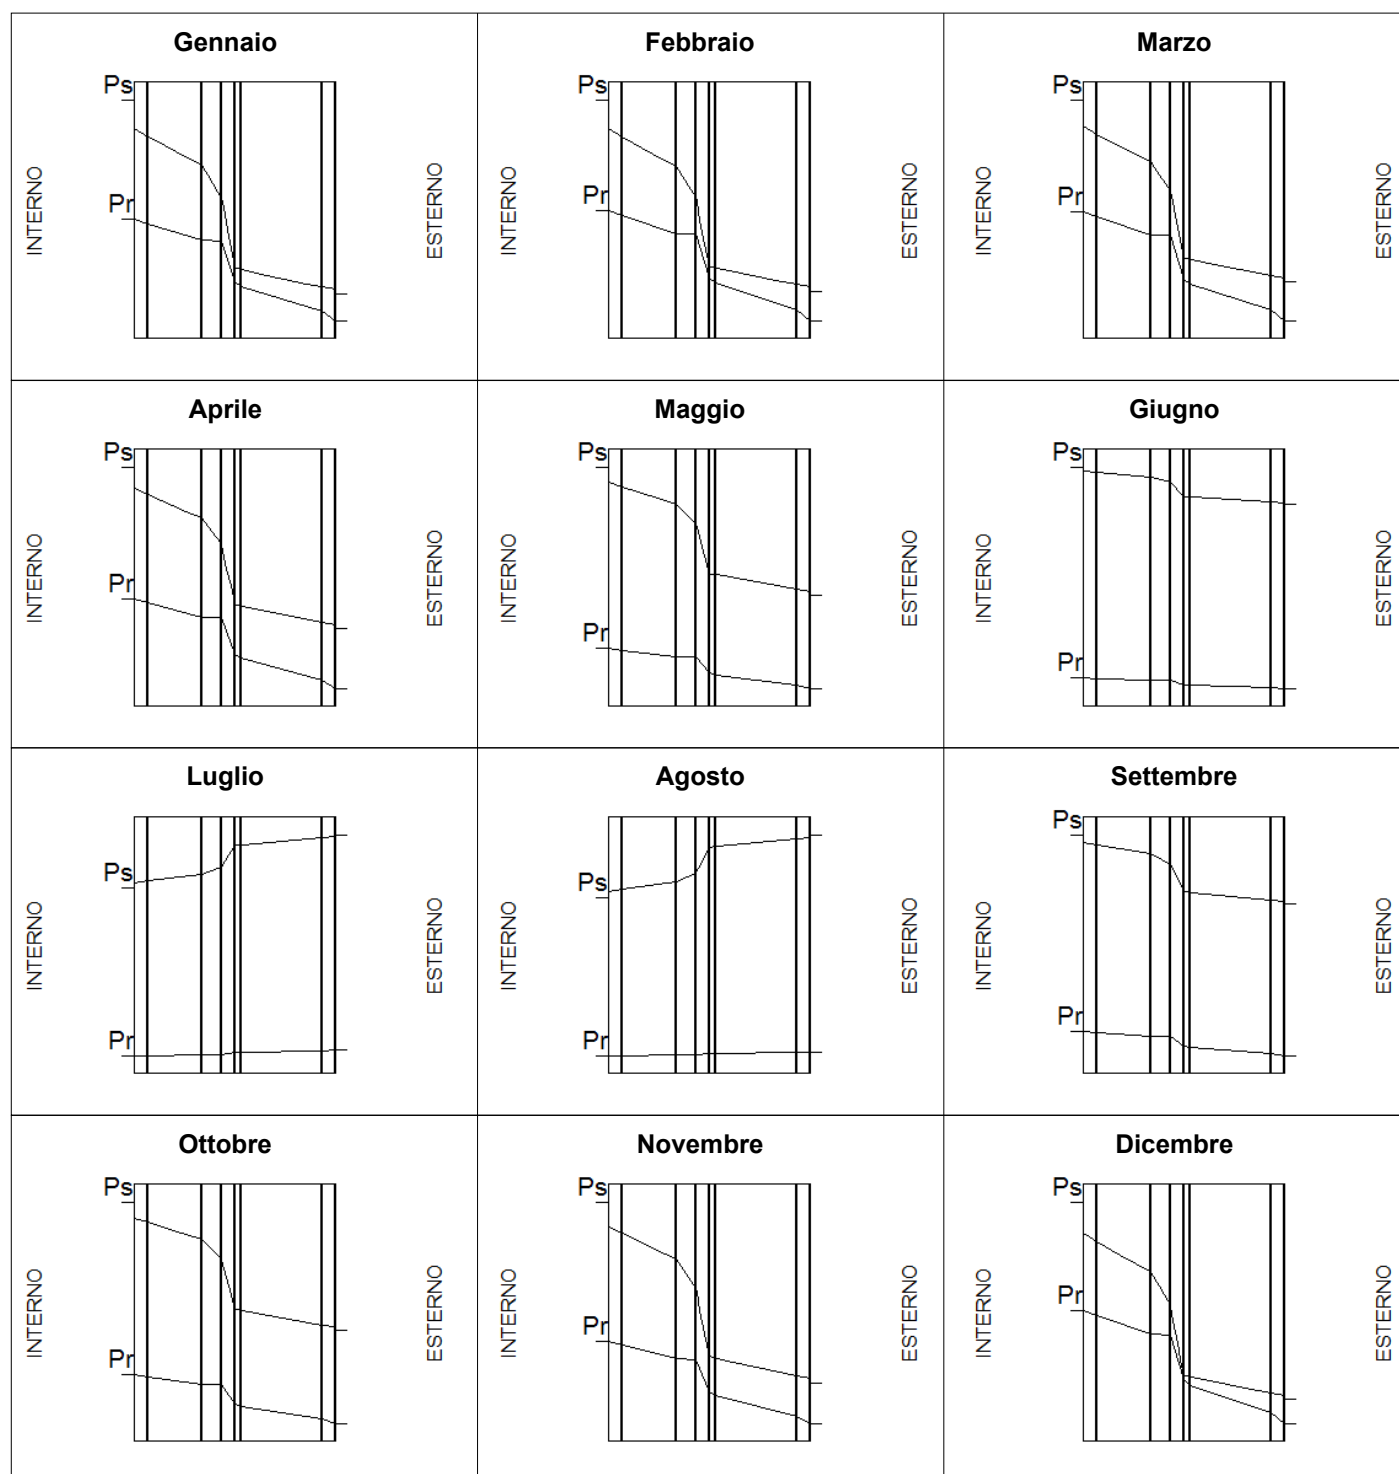 Gennaio
Ps
Pr
INTERNO
ESTERNO
Febbraio
Ps
Pr
INTERNO
ESTERNO
Marzo
Ps
Pr
INTERNO
ESTERNO
Aprile
Ps
Pr
INTERNO
ESTERNO
Maggio
Ps
Pr
INTERNO
ESTERNO
Giugno
Ps
Pr
INTERNO
ESTERNO
Luglio
Ps
Pr
INTERNO
ESTERNO
Agosto
Ps
Pr
INTERNO
ESTERNO
Settembre
Ps
Pr
INTERNO
ESTERNO
Ottobre
Ps
Pr
INTERNO
ESTERNO
Novembre
Ps
Pr
INTERNO
ESTERNO
Dicembre
Ps
Pr
INTERNO
ESTERNO